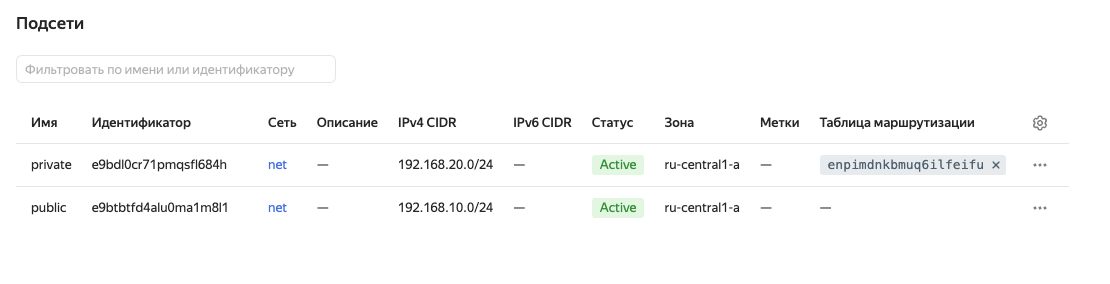 Подсети
Фильтровать по имени или идентификатору
Имя Идентификатор Сеть Описание IPv4 CIDR IPv6 CIDR Статус Зона Метки Таблица маршрутизации
private e9bdl0cr71pmqsfl684h net — 192.168.20.0/24 — Active ru-central1-a — enpimdnkbmuq6ilfeifu ×
public e9btbtfd4alu0ma1m8l1 net — 192.168.10.0/24 — Active ru-central1-a — —